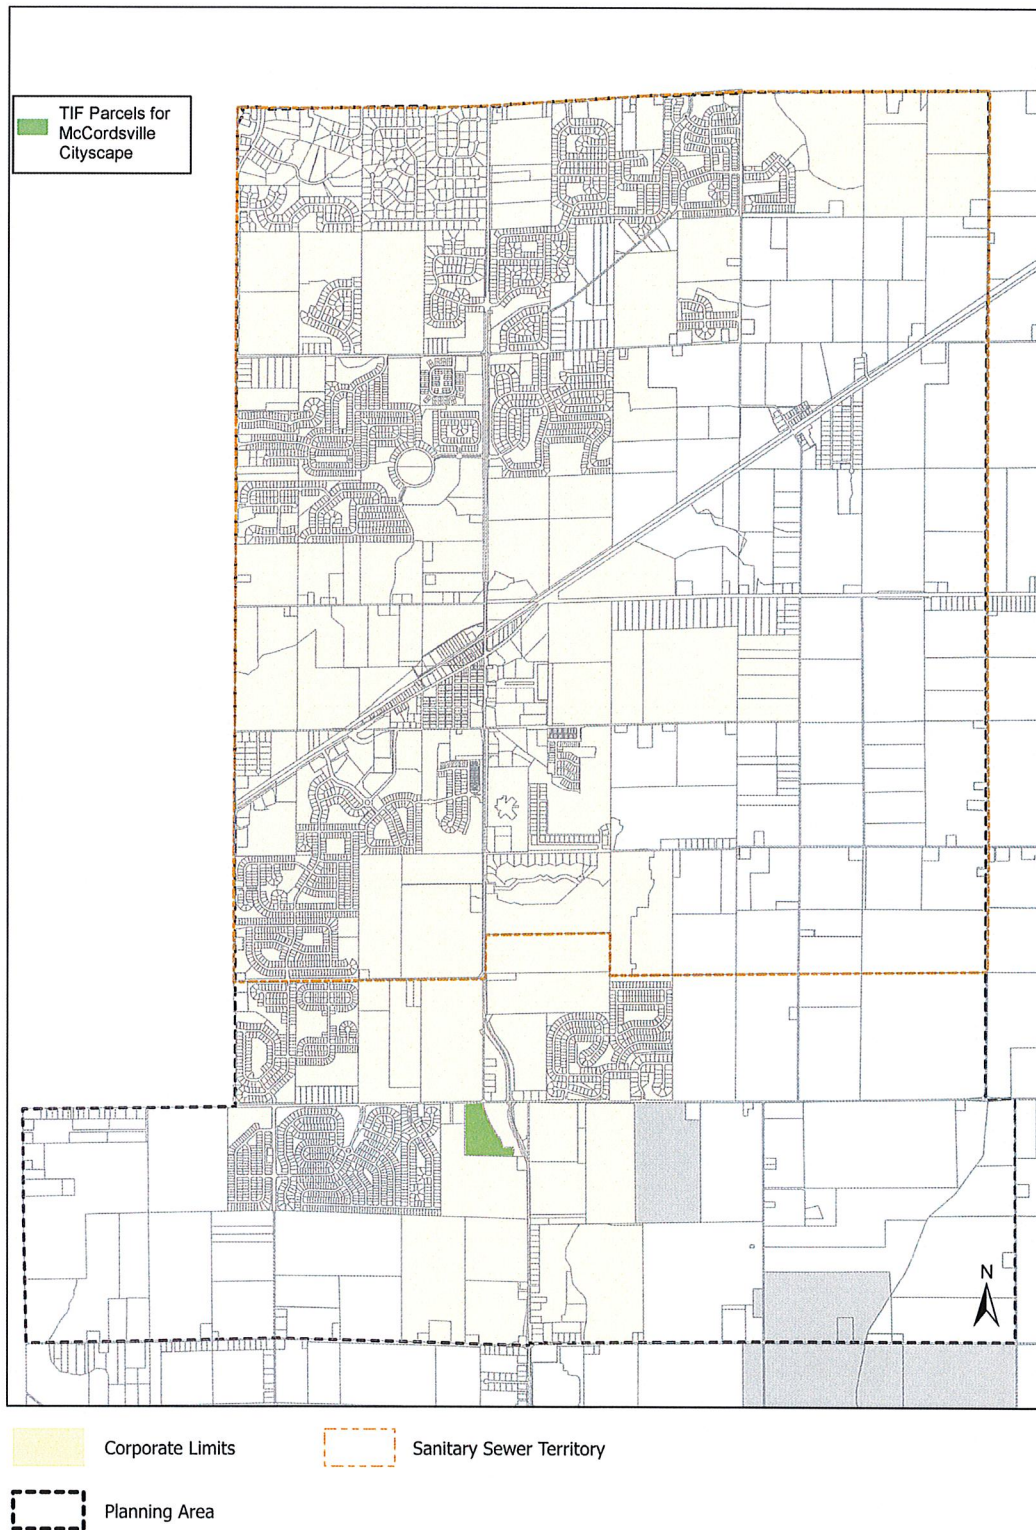 TIF Parcels for
McCordsville
Cityscape
N
Corporate Limits
Sanitary Sewer Territory
Planning Area